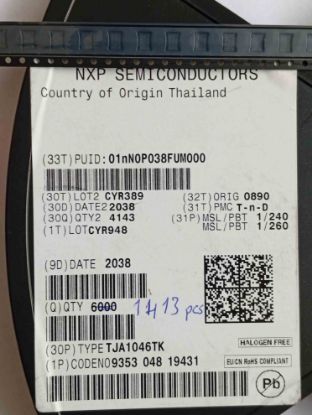 NXP SEMICONDUCTORS
Country of Origin Thailand
(33T)PUID:01nN0P038FUM000
(30T)LOT2 CYR389 (32T)ORIG 0890
(30D)DATE2 2038 (31T)PMC T-n-D
(30Q)QTY2 4143 (31P)MSL/PBT 1/240
(1T)LOTCYR948 MSL/PBT 1/260
(9D)DATE 2038
(Q)QTY 6000 1413 pcs
HALOGEN FREE
(30P)TYPE TJA1046TK
EU/CN RoHS COMPLIANT
(1P)CODENO9353 048 19431
Pb